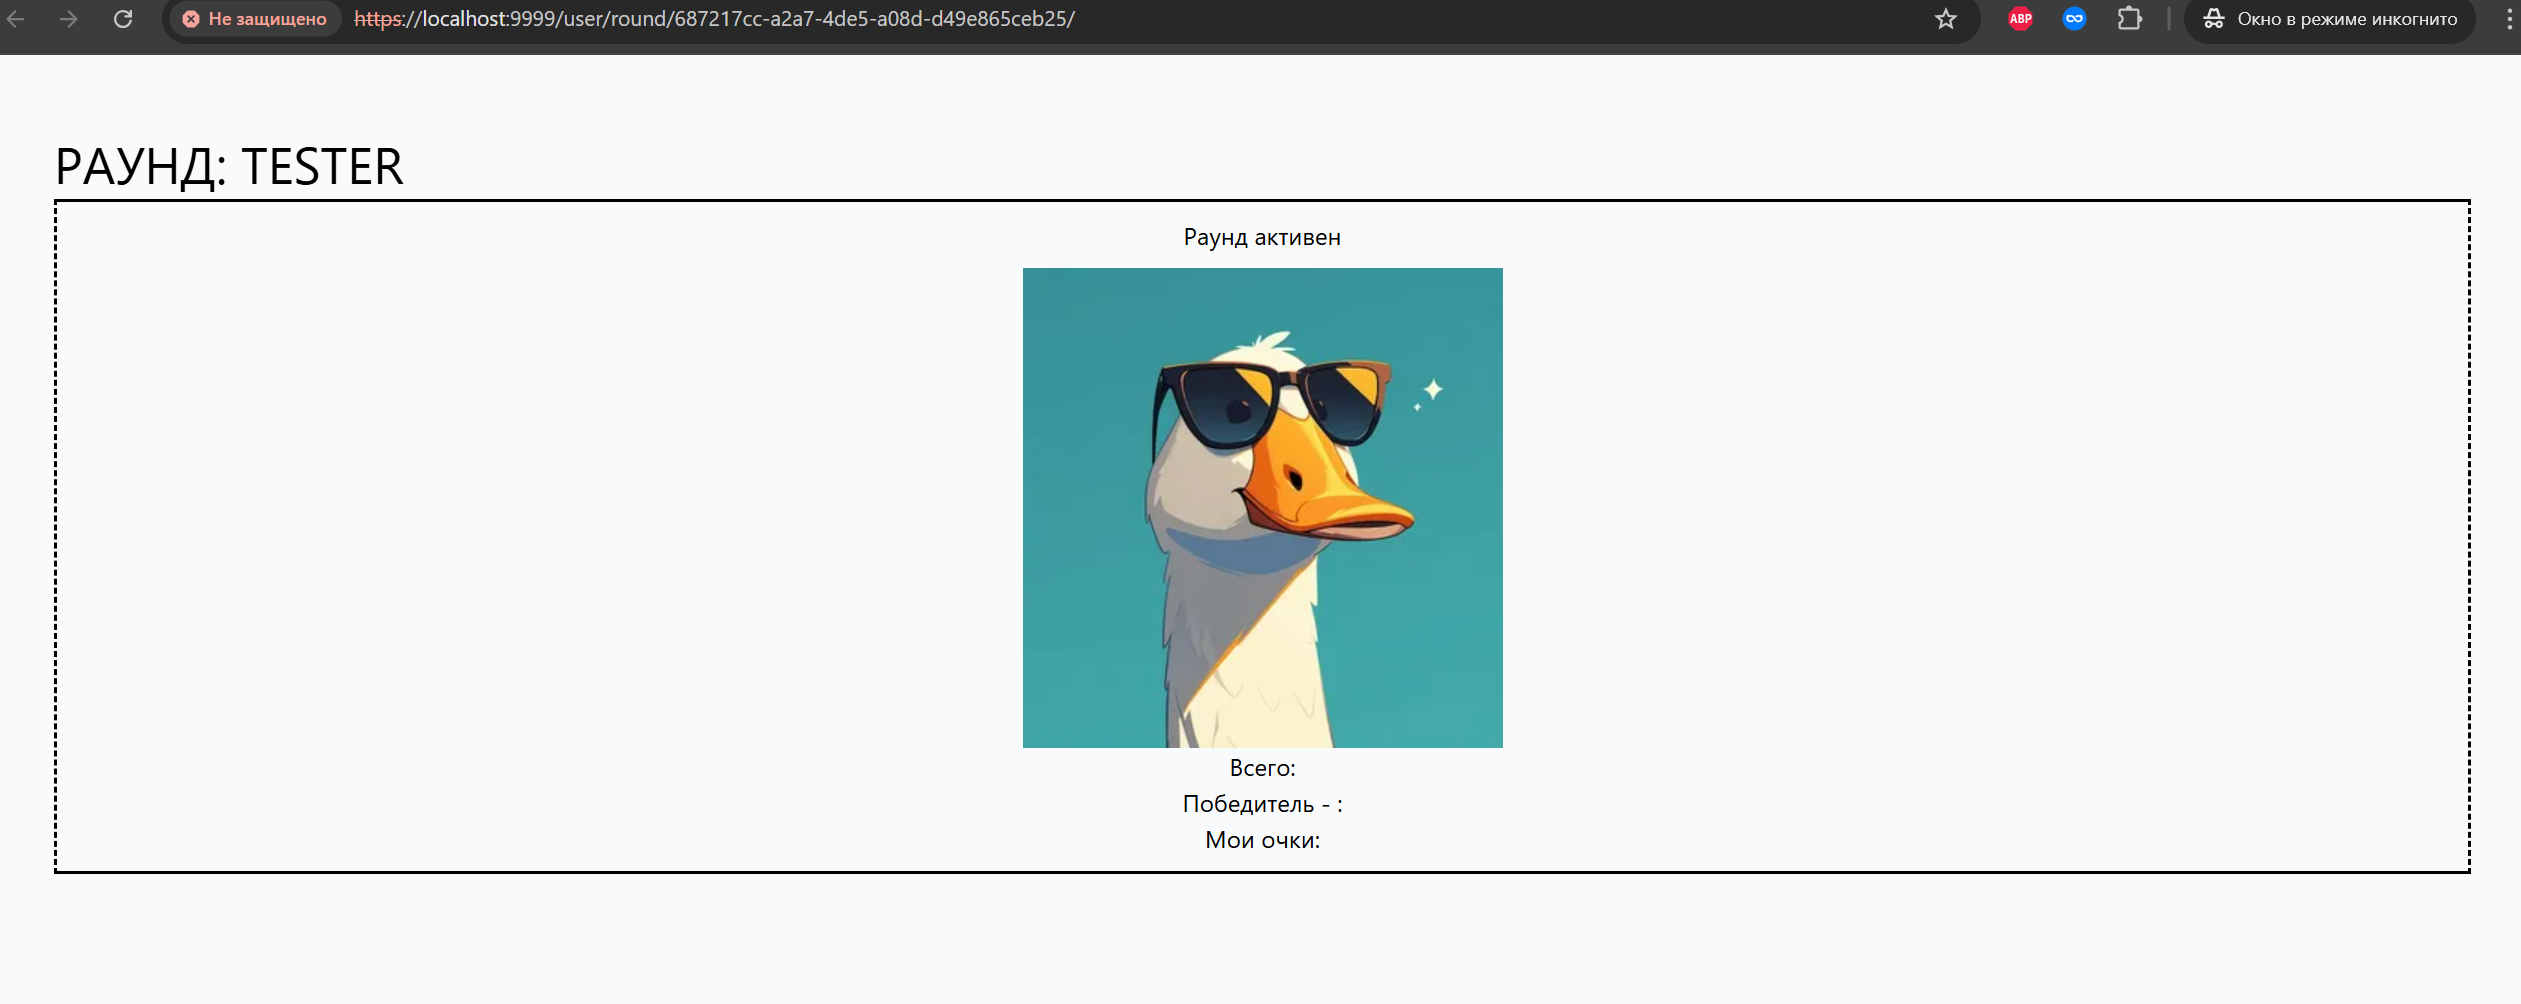 Не защищено https://localhost:9999/user/round/687217cc-a2a7-4de5-a08d-d49e865ceb25/ ABP Окно в режиме инкогнито
РАУНД: TESTER
Раунд активен
Всего:
Победитель - :
Мои очки: